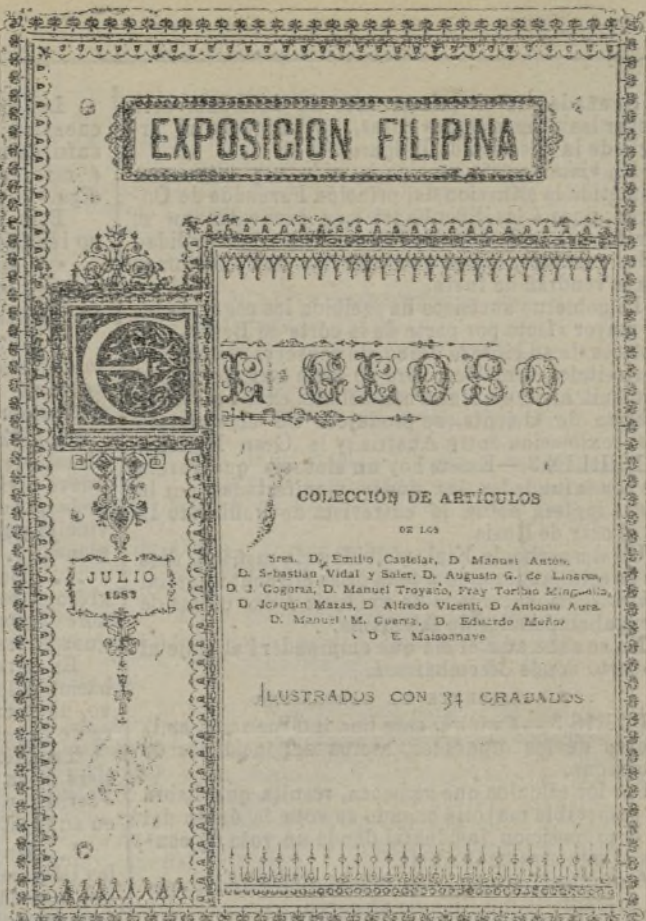 EXPOSICION FILIPINA
EL GLOBO
COLECCIÓN DE ARTÍCULOS
DE LOS
Sres. D. Emilio Castelar, D. Manuel Antón,
D. Sebastian Vidal y Soler, D. Augusto G. de Linares,
D. J. Gogorza, D. Manuel Troyano, Fray Toribio Minguella,
D. Joaquin Mazas, D. Alfredo Vicenti, D. Antonio Aura,
D. Manuel M. Guerra, D. Eduardo Muñoz
y D. E. Maisonnave
JULIO
1887
ILUSTRADOS CON 34 GRABADOS